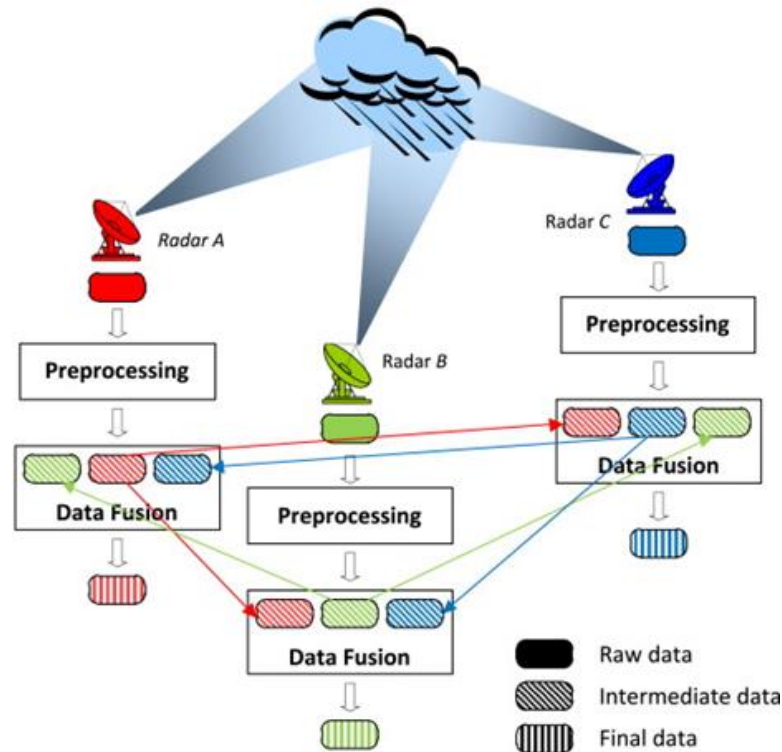 Radar A
Radar C
Preprocessing
Preprocessing
Radar B
Data Fusion
Data Fusion
Preprocessing
Data Fusion
Raw data
Intermediate data
Final data